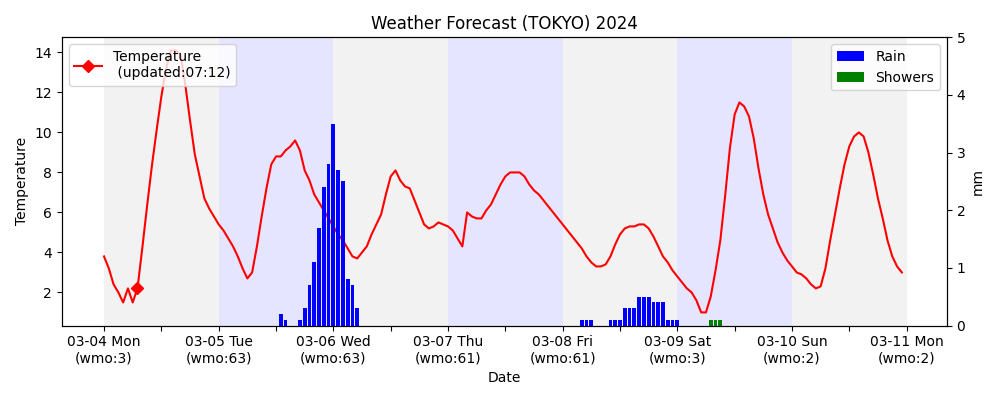 Weather Forecast (TOKYO) 2024
Temperature
(updated:07:12)
Rain
Showers
14
12
10
8
6
4
2
Temperature
5
4
3
2
1
0
mm
03-04 Mon 03-05 Tue 03-06 Wed 03-07 Thu 03-08 Fri 03-09 Sat 03-10 Sun 03-11 Mon
(wmo:3) (wmo:63) (wmo:63) (wmo:61) (wmo:61) (wmo:3) (wmo:2) (wmo:2)
Date